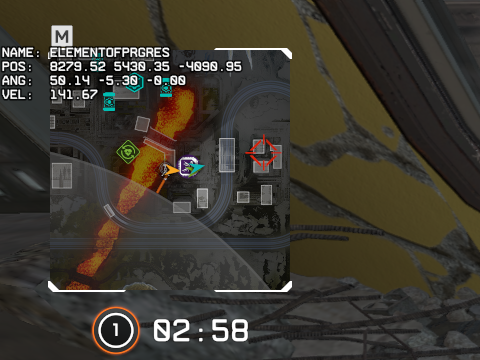 M
NAME: ELEMENTOFPRGRES
POS: 8279.52 5430.35 -4090.95
ANG: 50.14 -5.30 -0.00
VEL: 141.67
1
02:58